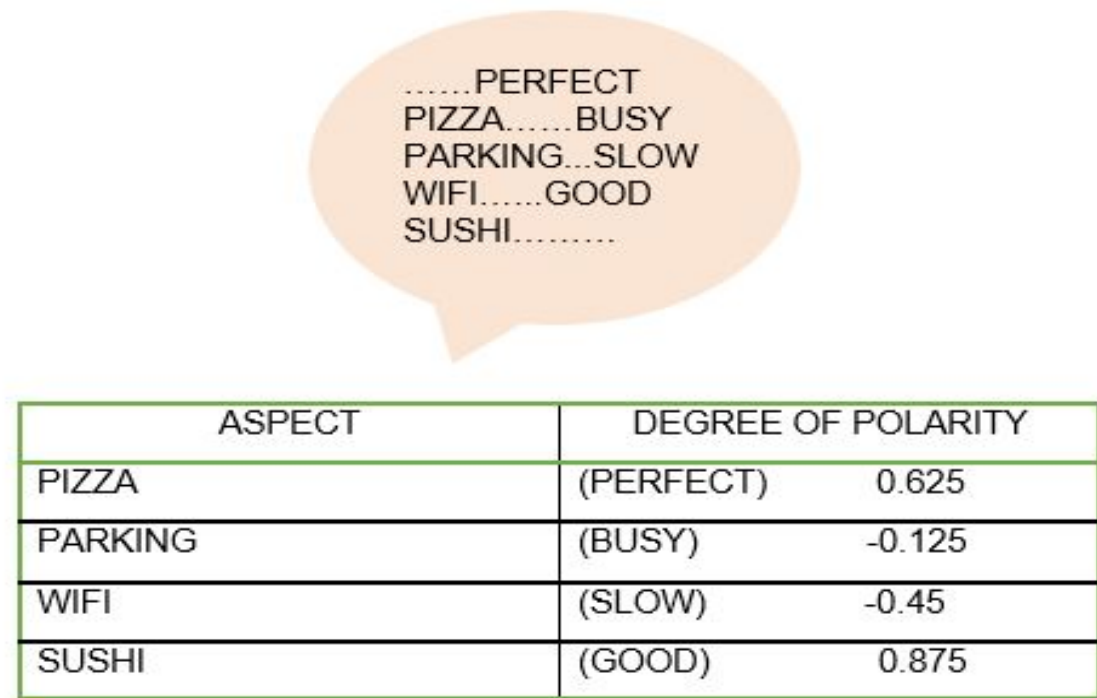 ……PERFECT
PIZZA……BUSY
PARKING...SLOW
WIFI…...GOOD
SUSHI………
ASPECT DEGREE OF POLARITY
PIZZA (PERFECT) 0.625
PARKING (BUSY) -0.125
WIFI (SLOW) -0.45
SUSHI (GOOD) 0.875